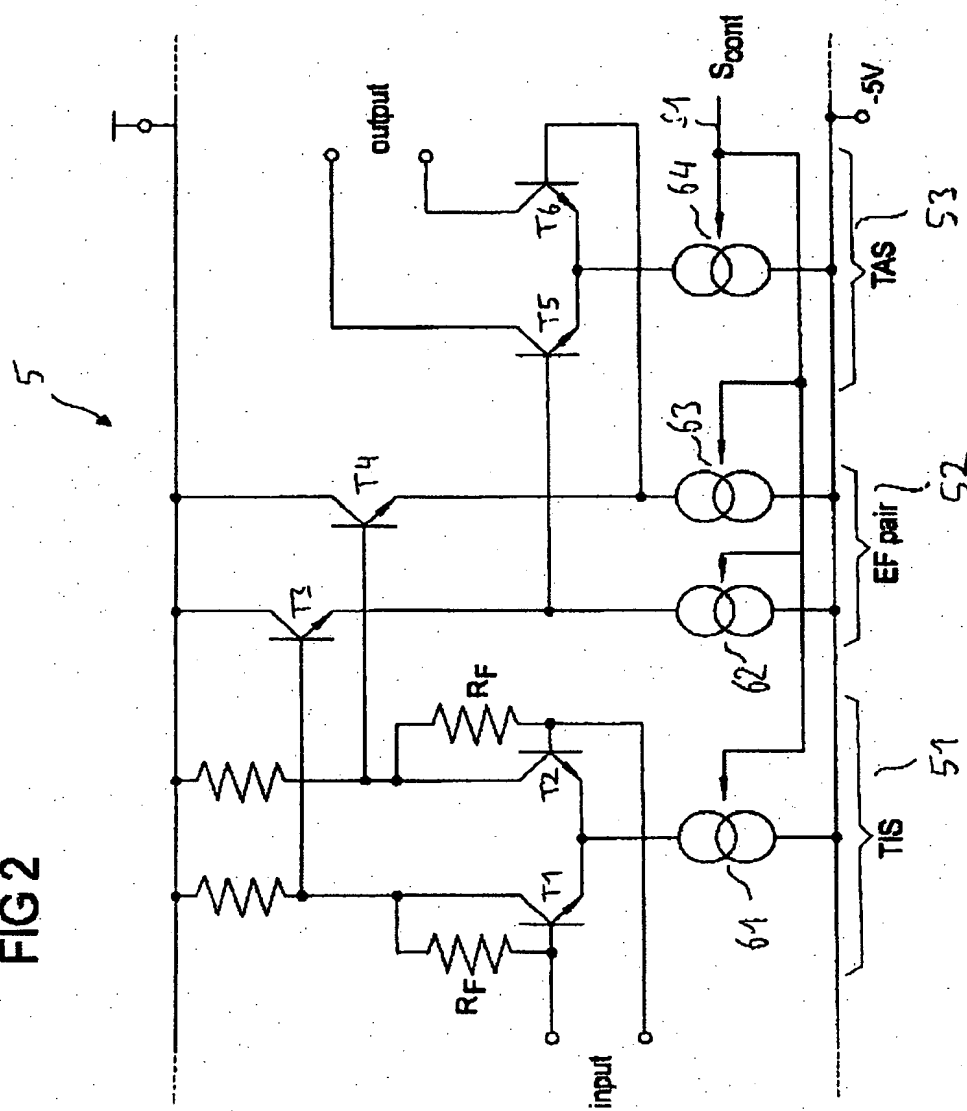 FIG 2
5
input
output
RF
RF
T1
T2
T3
T4
T5
T6
61
62
63
64
Scont
-5V
TIS
51
EF pair
52
TAS
53